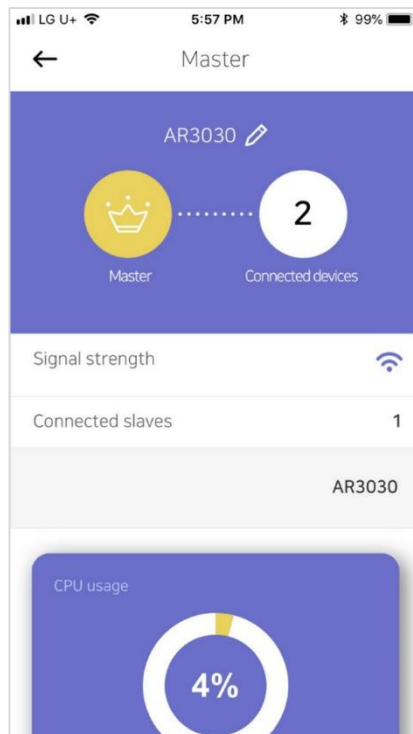 LG U+ 5:57 PM 99%
Master
AR3030
2
Master Connected devices
Signal strength
Connected slaves 1
AR3030
CPU usage
4%